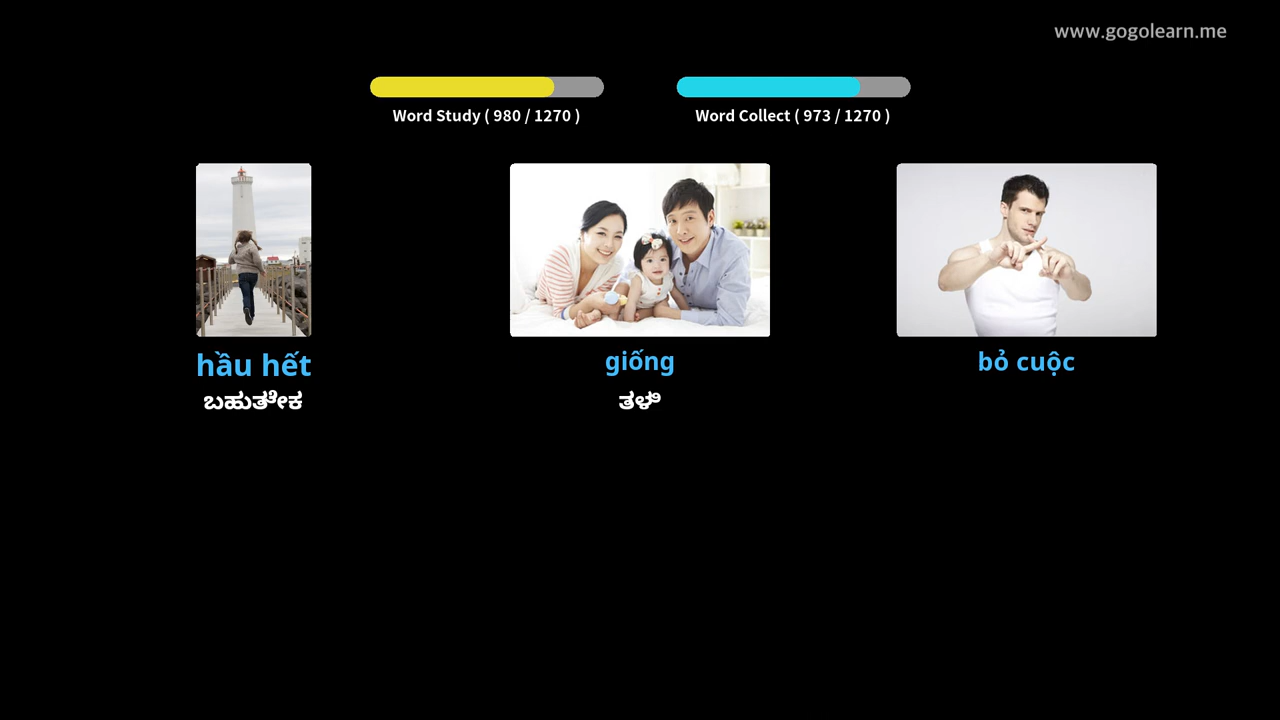 www.gogolearn.me
Word Study ( 980 / 1270 )
Word Collect ( 973 / 1270 )
hầu hết
giống
bỏ cuộc
ಬಹುತೇಕ
ತಳಿ